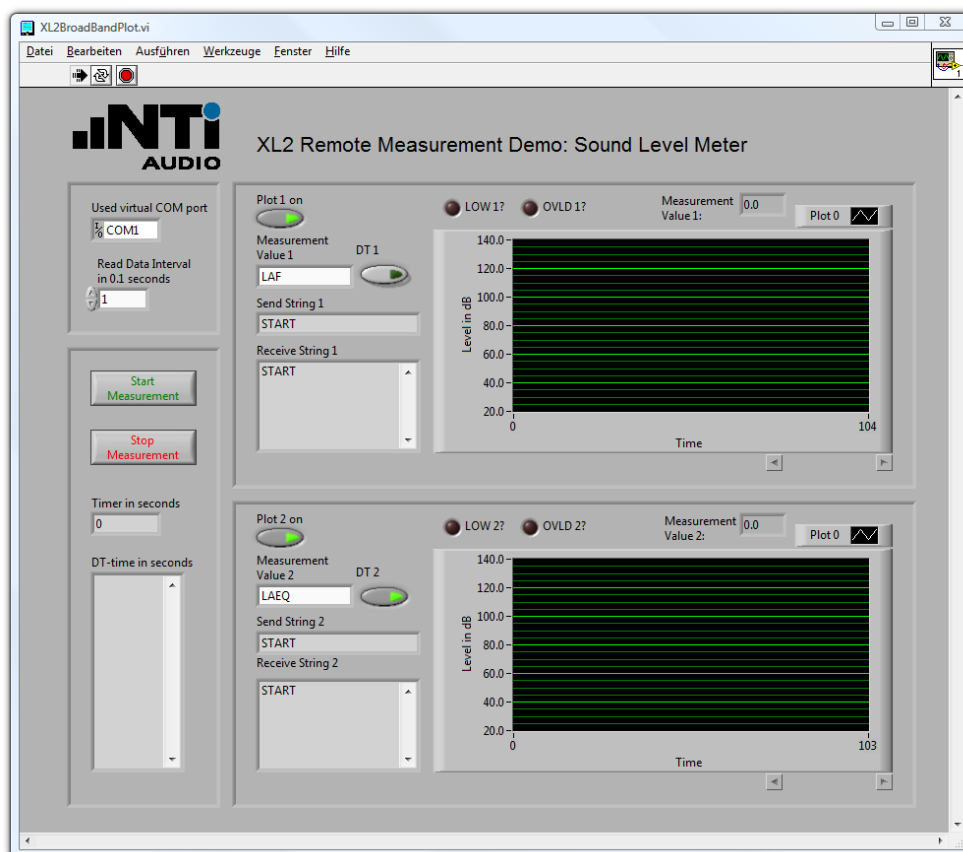 XL2BroadBandPlot.vi
Datei Bearbeiten Ausführen Werkzeuge Fenster Hilfe
1
NTi
AUDIO
XL2 Remote Measurement Demo: Sound Level Meter
Used virtual COM port
I/O COM1
Read Data Interval
in 0.1 seconds
1
Start
Measurement
Stop
Measurement
Timer in seconds
0
DT-time in seconds
Plot 1 on
LOW 1?
OVLD 1?
Measurement
Value 1:
0.0
Plot 0
Measurement
Value 1
DT 1
LAF
Send String 1
START
Receive String 1
START
Level in dB
140.0
120.0
100.0
80.0
60.0
40.0
20.0
0
104
Time
Plot 2 on
LOW 2?
OVLD 2?
Measurement
Value 2:
0.0
Plot 0
Measurement
Value 2
DT 2
LAEQ
Send String 2
START
Receive String 2
START
Level in dB
140.0
120.0
100.0
80.0
60.0
40.0
20.0
0
103
Time